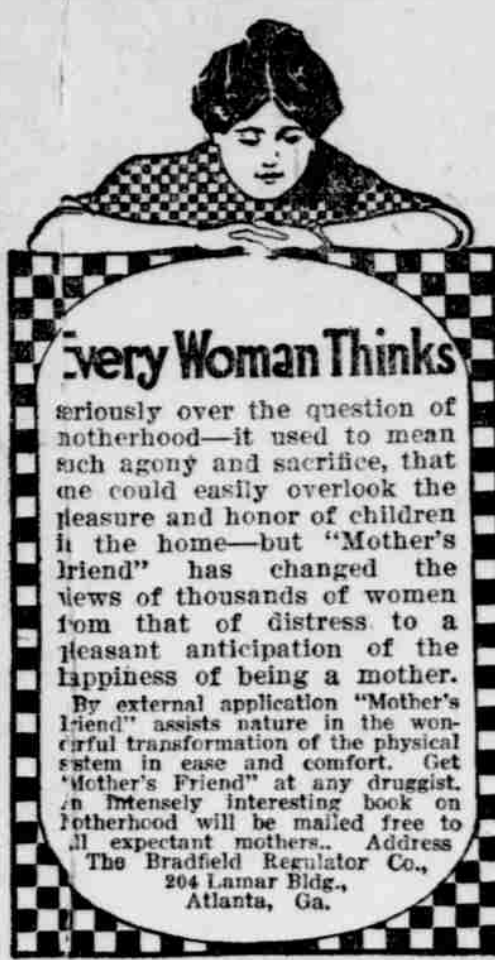 Every Woman Thinks
seriously over the question of
motherhood—it used to mean
such agony and sacrifice, that
one could easily overlook the
pleasure and honor of children
in the home—but "Mother's
Friend" has changed the
views of thousands of women
from that of distress to a
pleasant anticipation of the
happiness of being a mother.
By external application "Mother's
Friend" assists nature in the won-
derful transformation of the physical
system in ease and comfort. Get
"Mother's Friend" at any druggist.
An intensely interesting book on
Motherhood will be mailed free to
all expectant mothers.. Address
The Bradfield Regulator Co.,
204 Lamar Bldg.,
Atlanta, Ga.